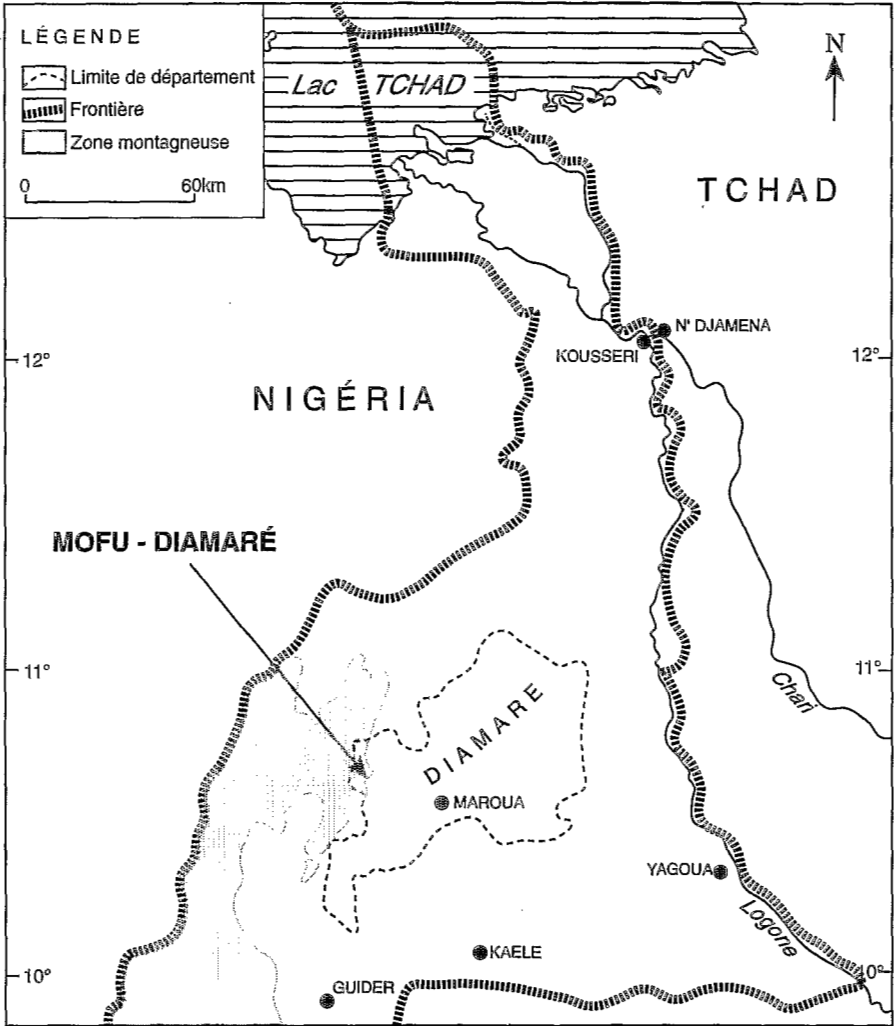 LÉGENDE
Limite de département
Frontière
Zone montagneuse
0 60km
Lac TCHAD
N
TCHAD
N' DJAMENA
KOUSSERI
12° 12°
NIGÉRIA
MOFU - DIAMARÉ
11° 11°
Chari
DIAMARE
MAROUA
YAGOUA
Logone
KAELE
10° 10°
GUIDER